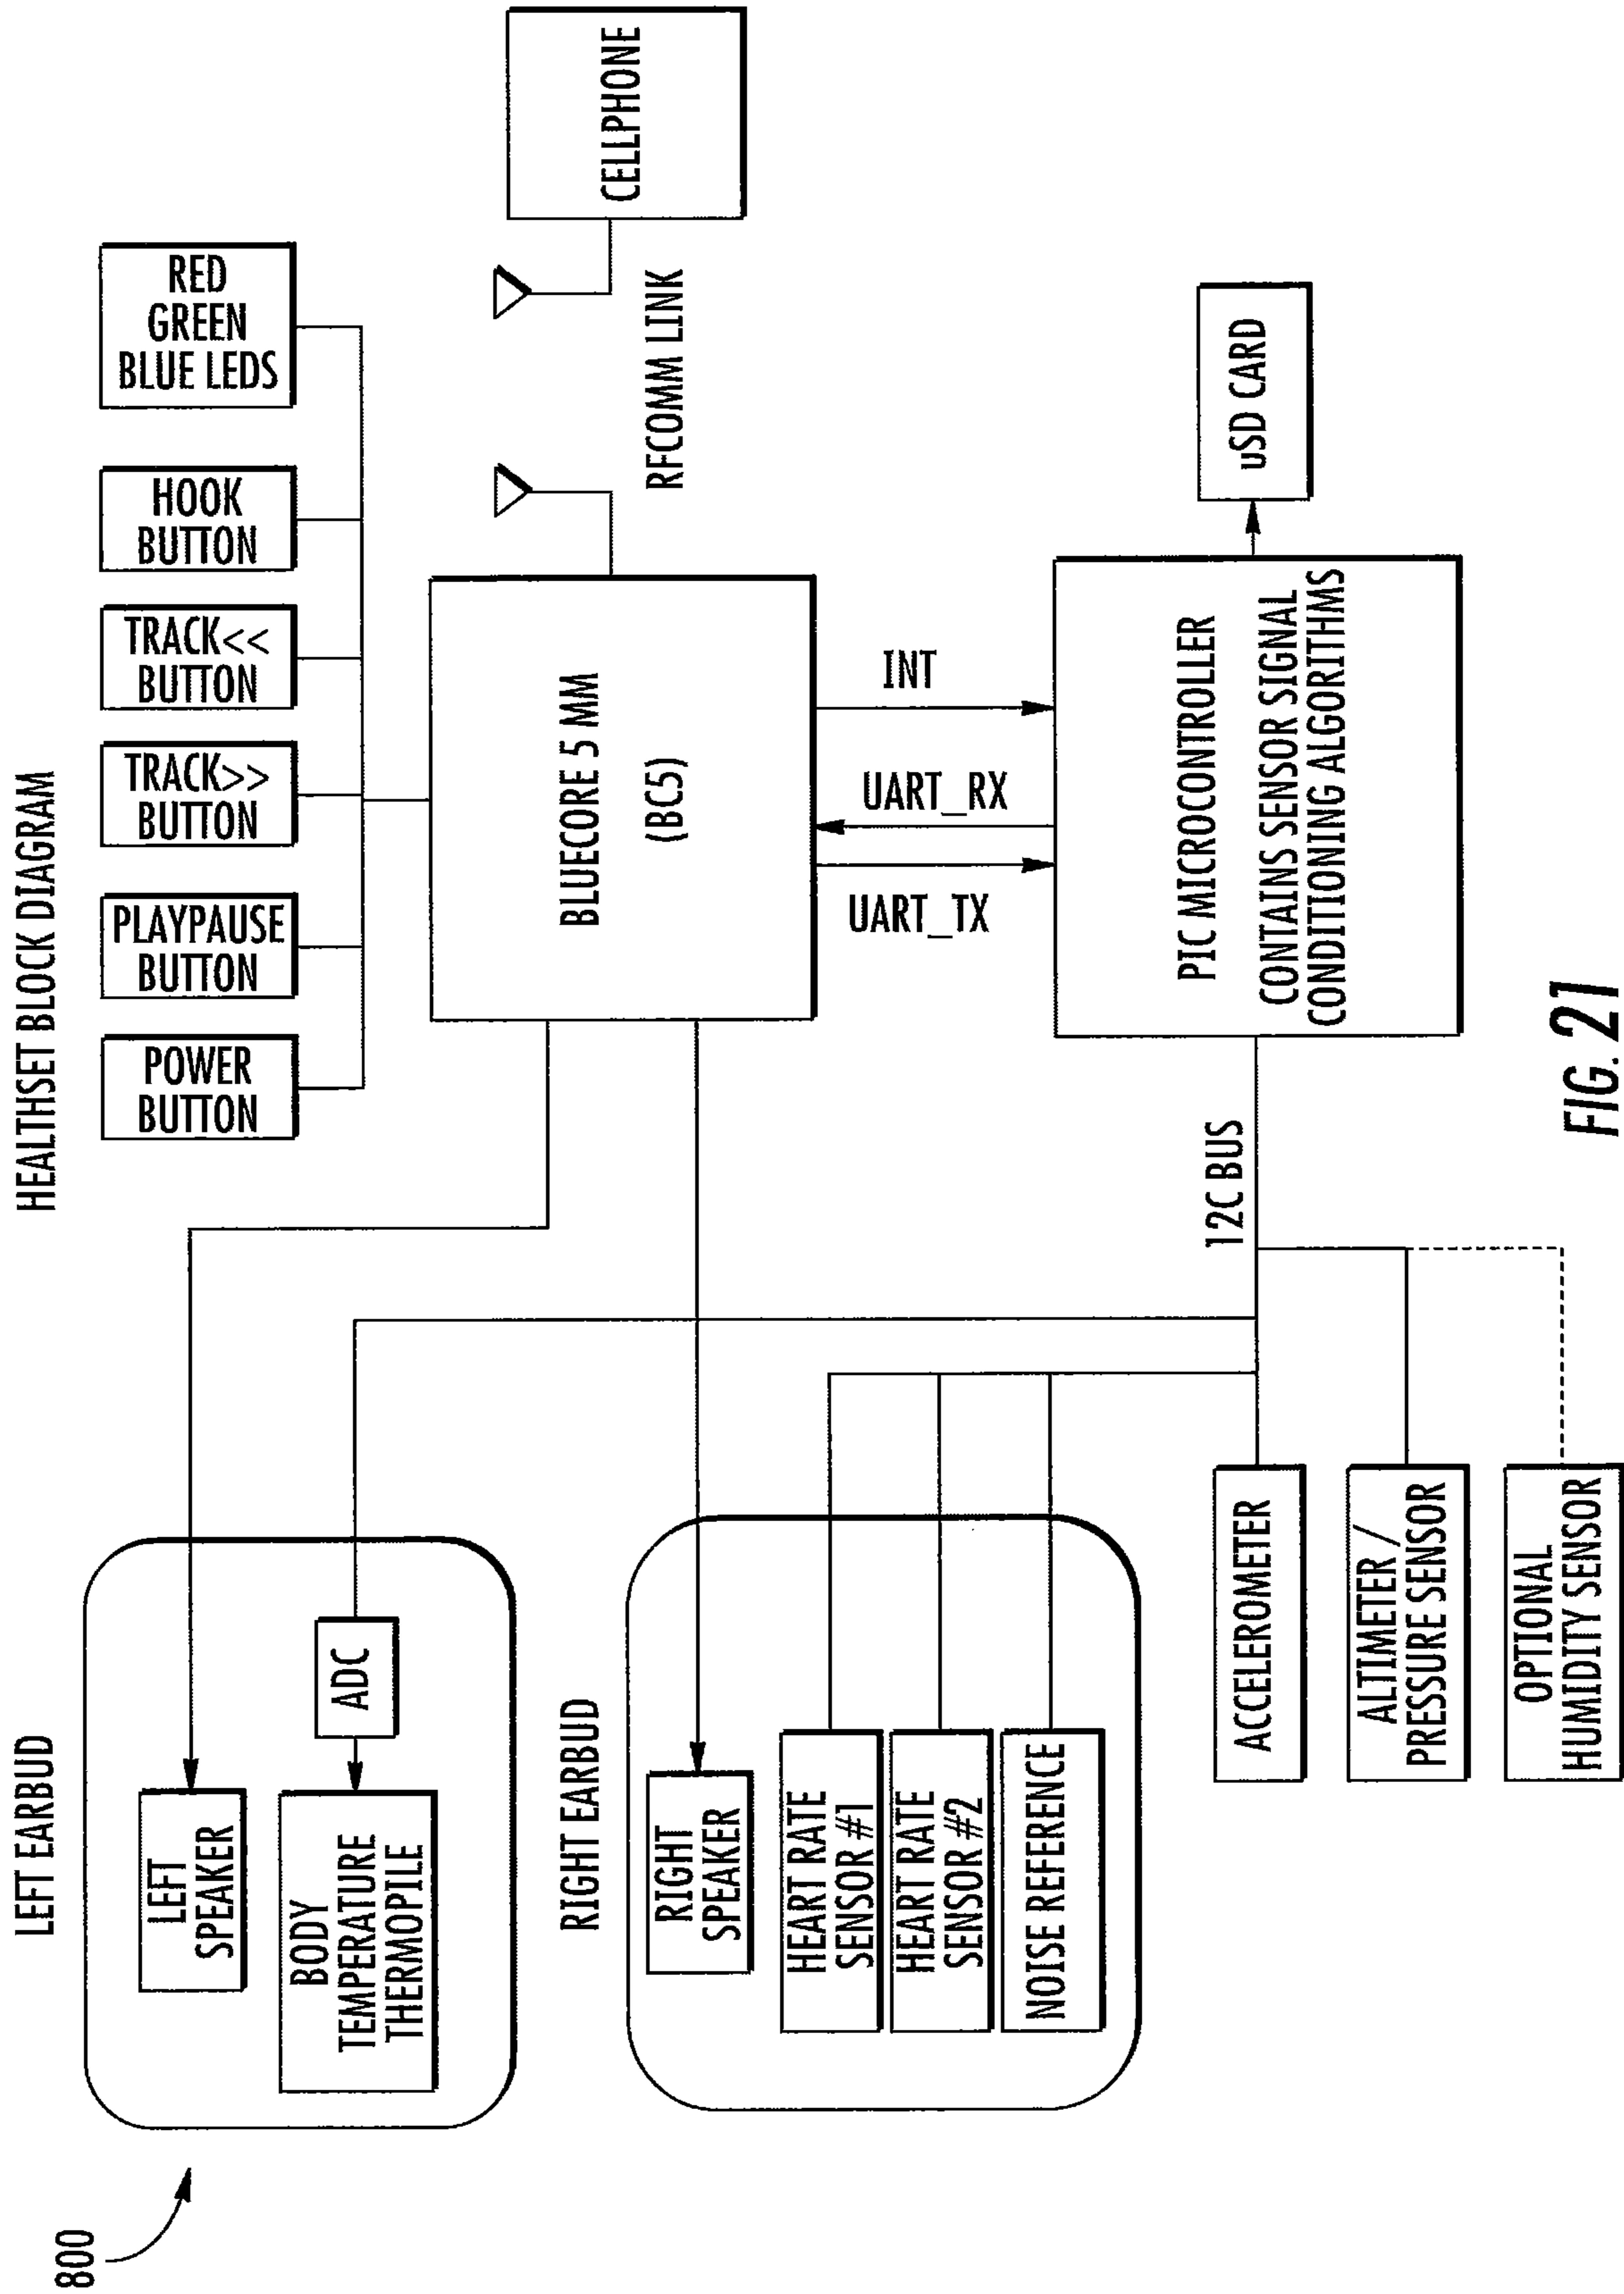 HEALTHSET BLOCK DIAGRAM
800
LEFT EARBUD
LEFT
SPEAKER
BODY
TEMPERATURE
THERMOPILE
ADC
RIGHT EARBUD
RIGHT
SPEAKER
HEART RATE
SENSOR #1
HEART RATE
SENSOR #2
NOISE REFERENCE
ACCELEROMETER
ALTIMETER /
PRESSURE SENSOR
OPTIONAL
HUMIDITY SENSOR
12C BUS
POWER
BUTTON
PLAYPAUSE
BUTTON
TRACK>>
BUTTON
TRACK<<
BUTTON
HOOK
BUTTON
RED
GREEN
BLUE LEDS
BLUECORE 5 MM
(BC5)
UART_TX
UART_RX
INT
PIC MICROCONTROLLER
CONTAINS SENSOR SIGNAL
CONDITIONING ALGORITHMS
RFCOMM LINK
CELLPHONE
uSD CARD
FIG. 21